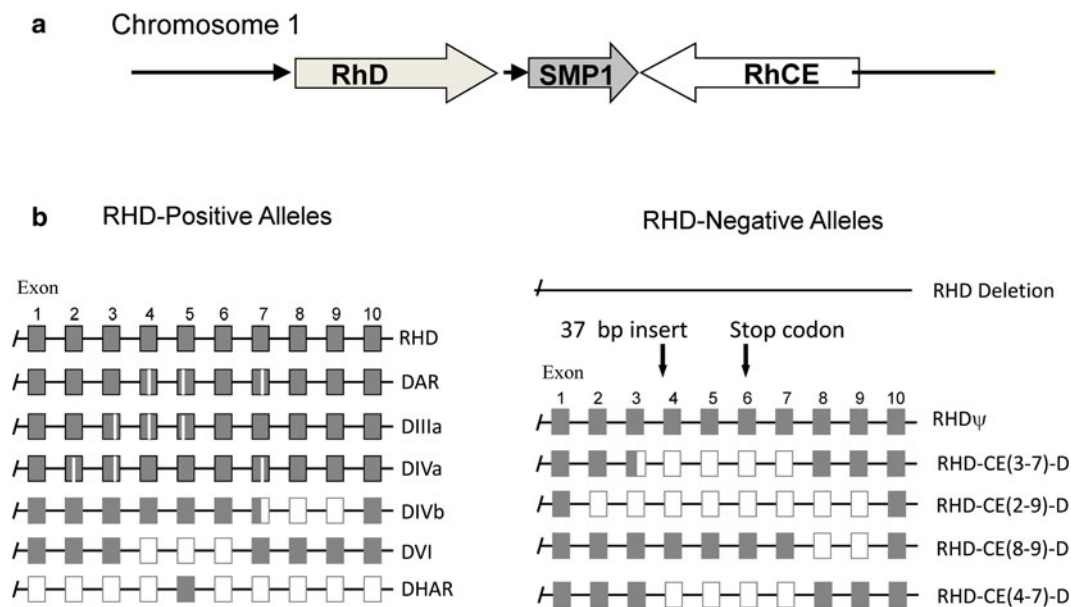 a Chromosome 1
RhD
SMP1
RhCE
b RHD-Positive Alleles
Exon
1 2 3 4 5 6 7 8 9 10
RHD
DAR
DIIIa
DIVa
DIVb
DVI
DHAR
RHD-Negative Alleles
RHD Deletion
37 bp insert
Stop codon
Exon
1 2 3 4 5 6 7 8 9 10
RHDψ
RHD-CE(3-7)-D
RHD-CE(2-9)-D
RHD-CE(8-9)-D
RHD-CE(4-7)-D